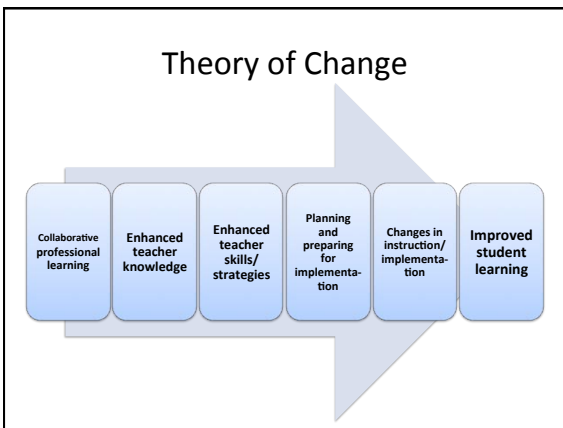 Theory of Change
Collaborative
professional
learning
Enhanced
teacher
knowledge
Enhanced
teacher
skills/
strategies
Planning
and
preparing
for
implementa-
tion
Changes in
instruction/
implementa-
tion
Improved
student
learning